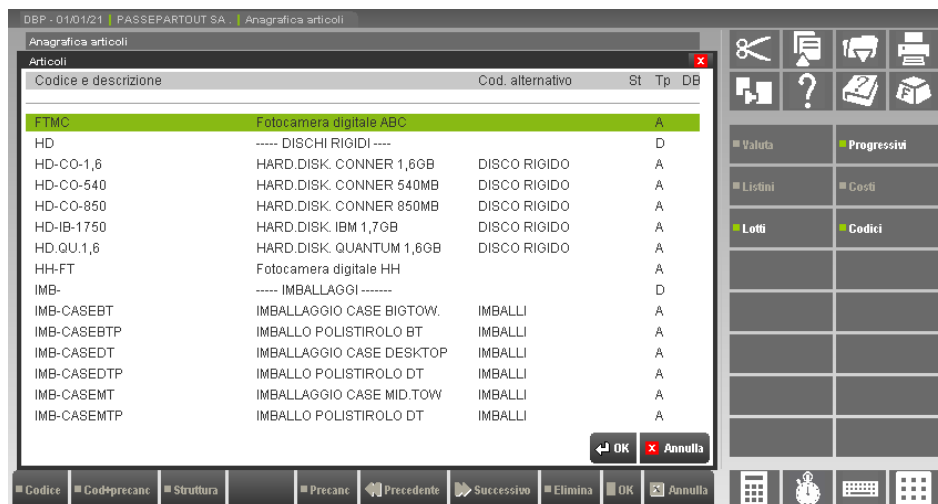 DBP - 01/01/21 | PASSEPARTOUT SA . | Anagrafica articoli
Anagrafica articoli
Articoli
Codice e descrizione Cod. alternativo St Tp DB
FTMC Fotocamera digitale ABC A
HD ----- DISCHI RIGIDI ---- D
HD-CO-1,6 HARD.DISK. CONNER 1,6GB DISCO RIGIDO A
HD-CO-540 HARD.DISK. CONNER 540MB DISCO RIGIDO A
HD-CO-850 HARD.DISK. CONNER 850MB DISCO RIGIDO A
HD-IB-1750 HARD.DISK. IBM 1,7GB DISCO RIGIDO A
HD.QU.1,6 HARD.DISK. QUANTUM 1,6GB DISCO RIGIDO A
HH-FT Fotocamera digitale HH A
IMB- ----- IMBALLAGGI ------- D
IMB-CASEBT IMBALLAGGIO CASE BIGTOW. IMBALLI A
IMB-CASEBTP IMBALLO POLISTIROLO BT IMBALLI A
IMB-CASEDT IMBALLAGGIO CASE DESKTOP IMBALLI A
IMB-CASEDTP IMBALLO POLISTIROLO DT IMBALLI A
IMB-CASEMT IMBALLAGGIO CASE MID.TOW IMBALLI A
IMB-CASEMTP IMBALLO POLISTIROLO DT IMBALLI A
OK Annulla
Valuta Progressivi
Listini Costi
Lotti Codici
Codice Cod+precanc Struttura Precanc Precedente Successivo Elimina OK Annulla